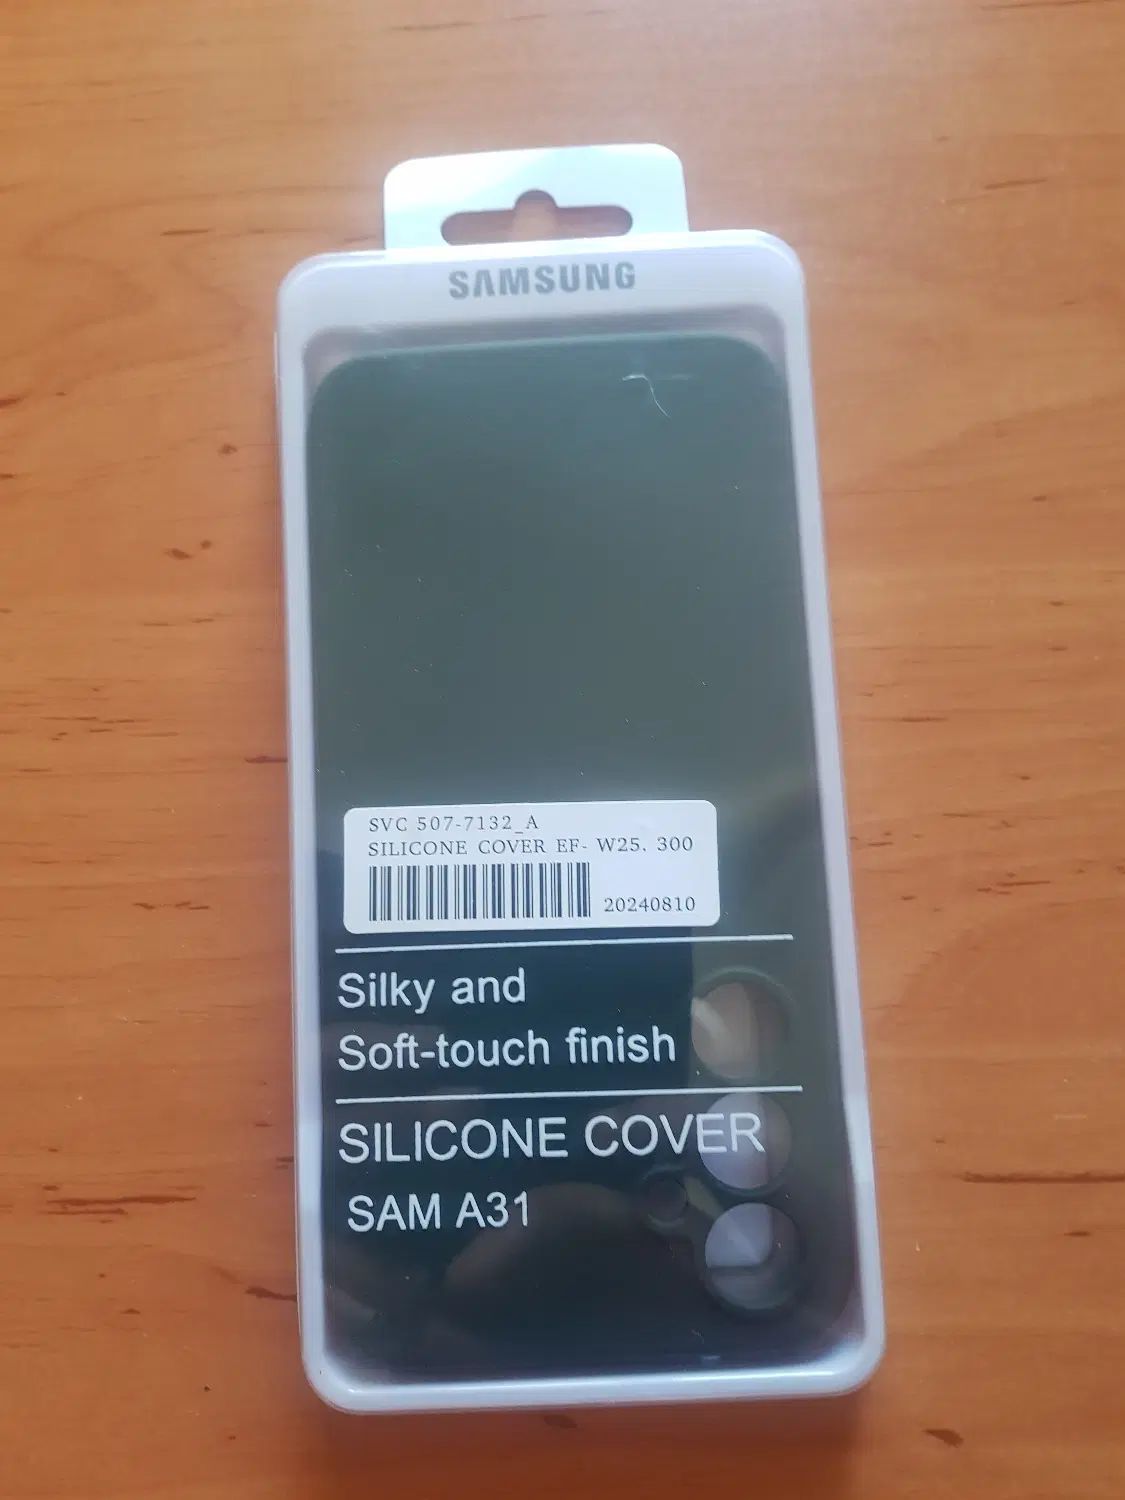 SAMSUNG
SVC 507-7132_A
SILICONE COVER EF- W25. 300
20240810
Silky and
Soft-touch finish
SILICONE COVER
SAM A31